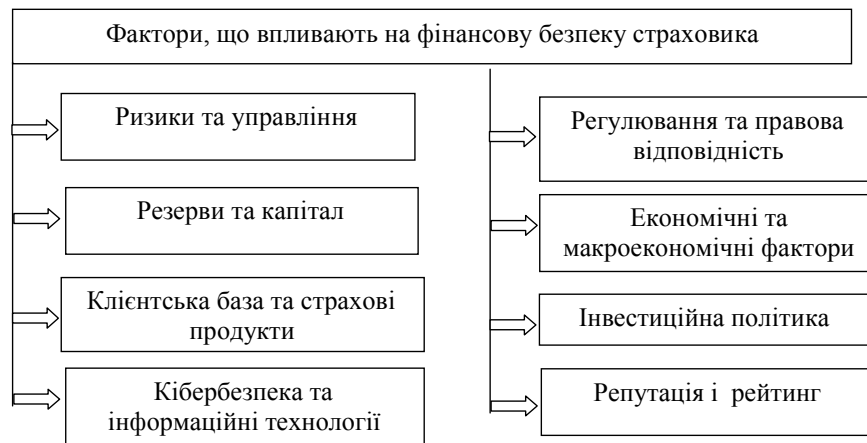 Фактори, що впливають на фінансову безпеку страховика
Ризики та управління
Резерви та капітал
Клієнтська база та страхові
продукти
Кібербезпека та
інформаційні технології
Регулювання та правова
відповідність
Економічні та
макроекономічні фактори
Інвестиційна політика
Репутація і рейтинг